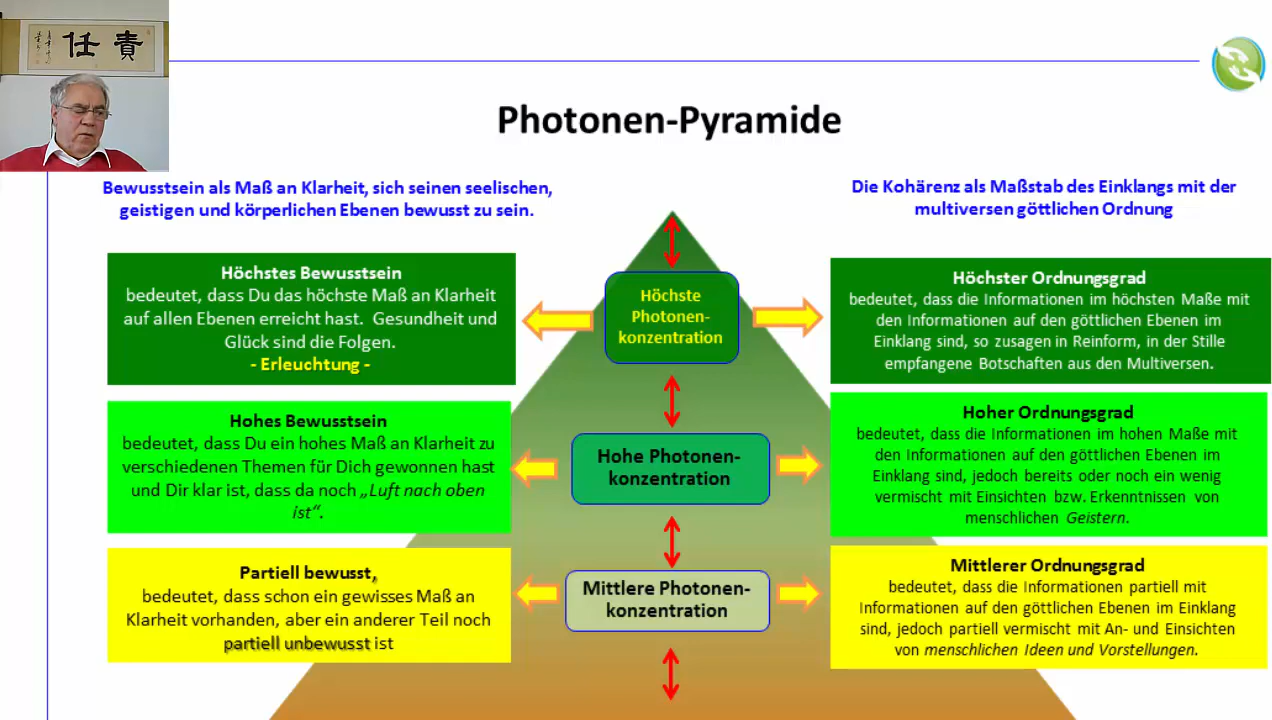 責任
Photonen-Pyramide
Bewusstsein als Maß an Klarheit, sich seinen seelischen,
geistigen und körperlichen Ebenen bewusst zu sein.
Die Kohärenz als Maßstab des Einklangs mit der
multiversen göttlichen Ordnung
Höchstes Bewusstsein
bedeutet, dass Du das höchste Maß an Klarheit
auf allen Ebenen erreicht hast. Gesundheit und
Glück sind die Folgen.
- Erleuchtung -
Höchste
Photonen-
konzentration
Höchster Ordnungsgrad
bedeutet, dass die Informationen im höchsten Maße mit
den Informationen auf den göttlichen Ebenen im
Einklang sind, so zusagen in Reinform, in der Stille
empfangene Botschaften aus den Multiversen.
Hohes Bewusstsein
bedeutet, dass Du ein hohes Maß an Klarheit zu
verschiedenen Themen für Dich gewonnen hast
und Dir klar ist, dass da noch „Luft nach oben
ist“.
Hohe Photonen-
konzentration
Hoher Ordnungsgrad
bedeutet, dass die Informationen im hohen Maße mit
den Informationen auf den göttlichen Ebenen im
Einklang sind, jedoch bereits oder noch ein wenig
vermischt mit Einsichten bzw. Erkenntnissen von
menschlichen Geistern.
Partiell bewusst,
bedeutet, dass schon ein gewisses Maß an
Klarheit vorhanden, aber ein anderer Teil noch
partiell unbewusst ist
Mittlere Photonen-
konzentration
Mittlerer Ordnungsgrad
bedeutet, dass die Informationen partiell mit
Informationen auf den göttlichen Ebenen im Einklang
sind, jedoch partiell vermischt mit An- und Einsichten
von menschlichen Ideen und Vorstellungen.